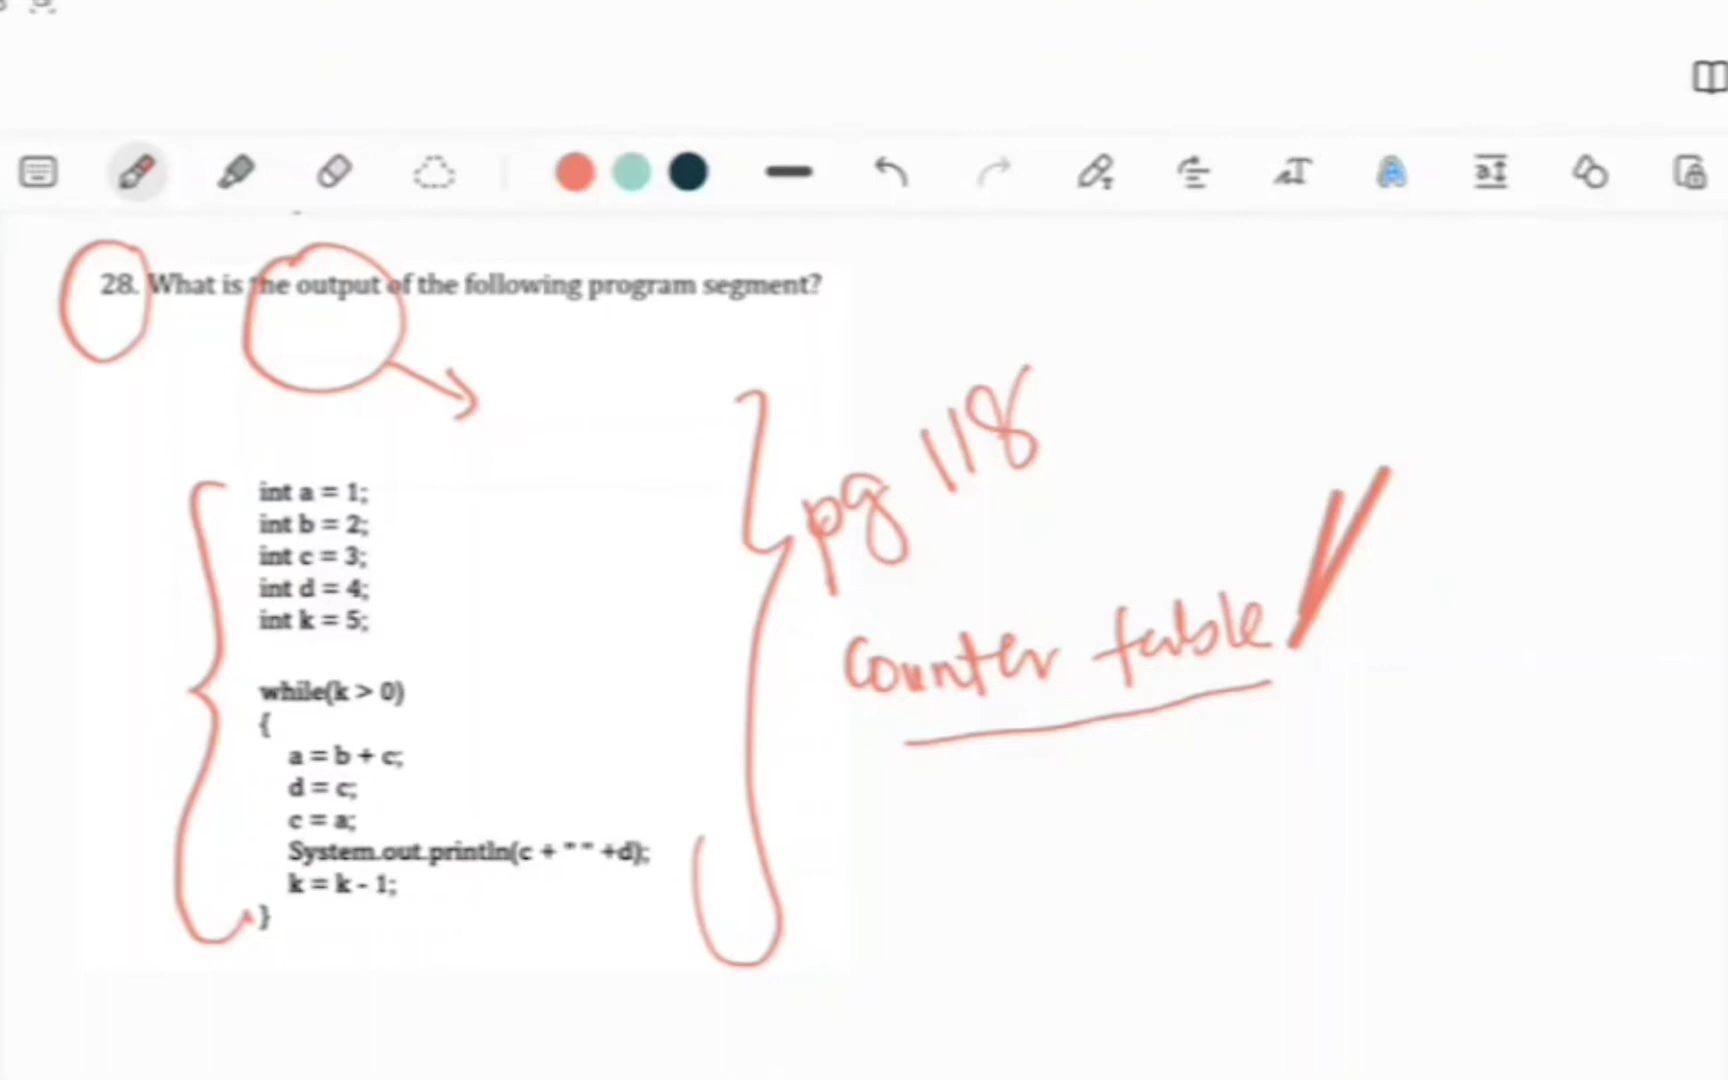 28. What is the output of the following program segment?
pg 118
int a = 1;
int b = 2;
int c = 3;
int d = 4;
int k = 5;
Counter table
while(k > 0)
{
a = b + c;
d = c;
c = a;
System.out.println(c + " " +d);
k = k - 1;
}